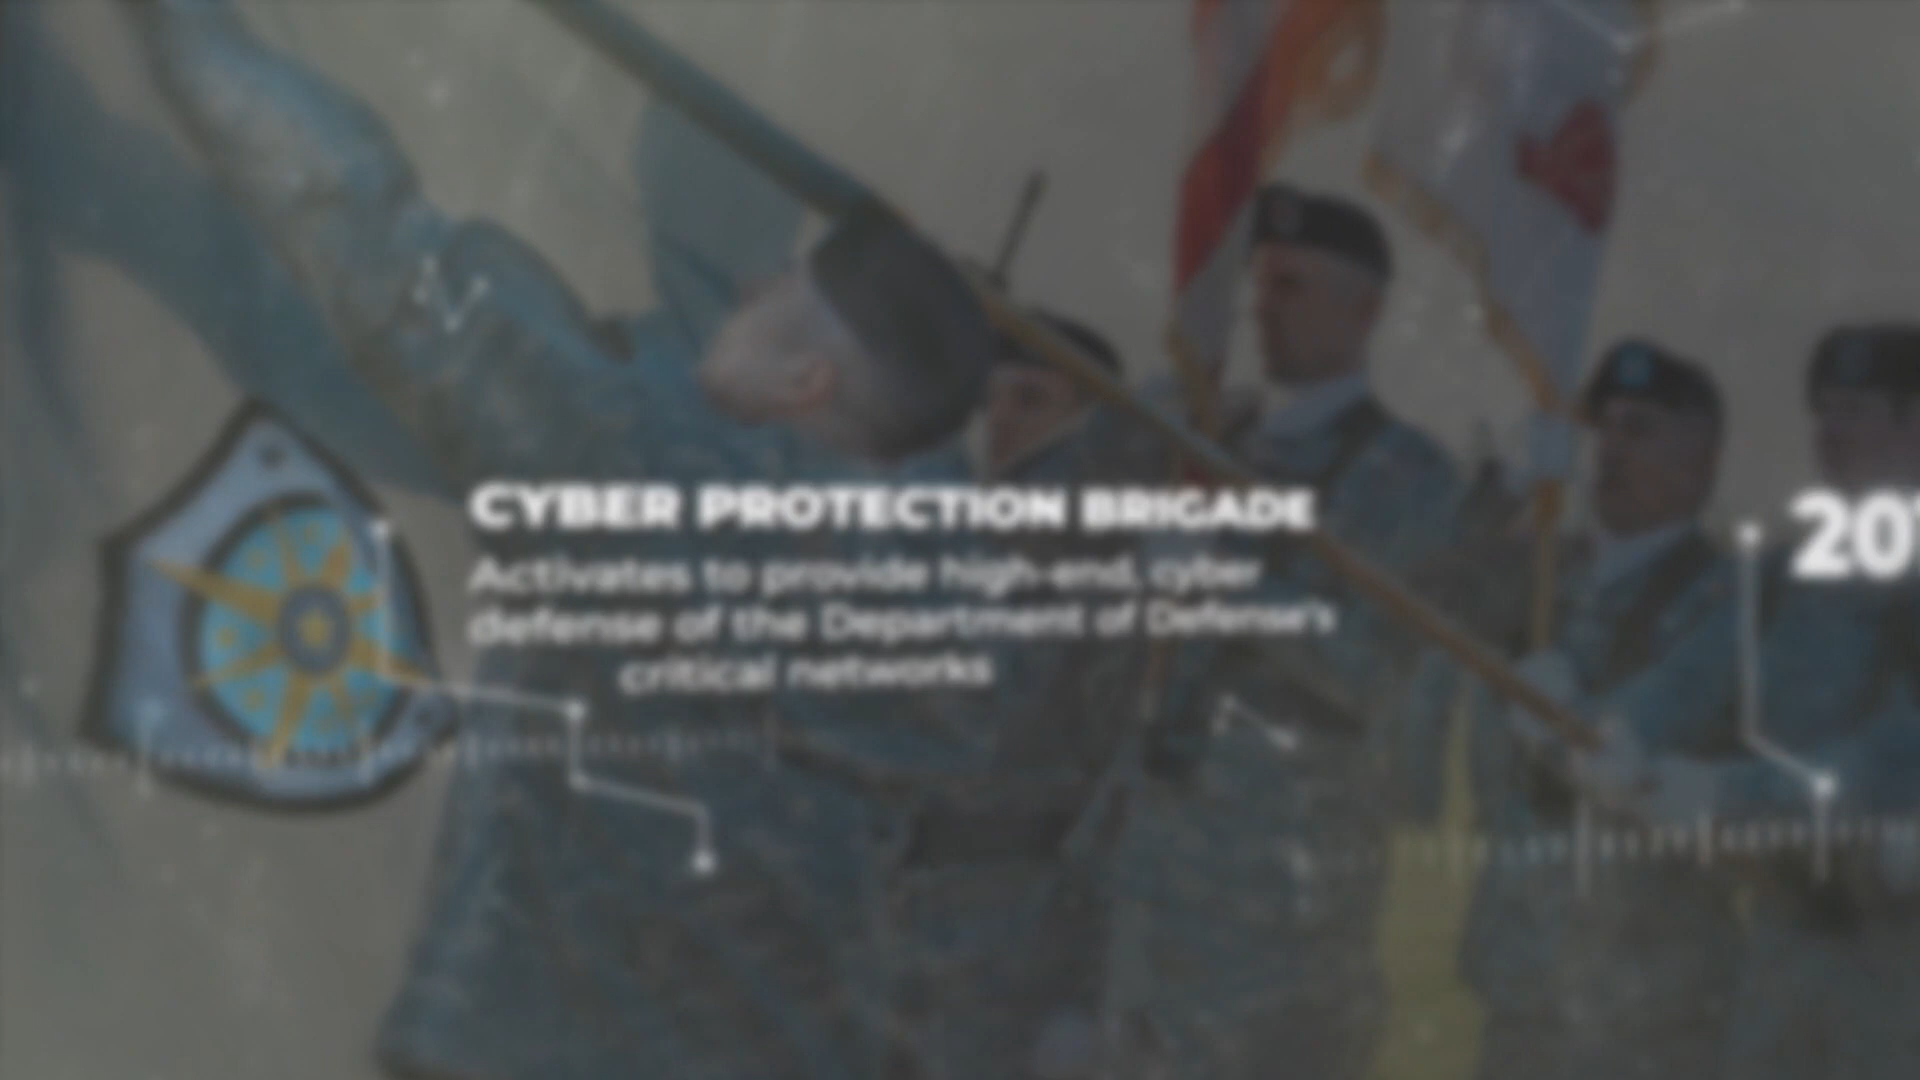 CYBER PROTECTION BRIGADE
Activates to provide high-end, cyber
defense of the Department of Defense's
critical networks